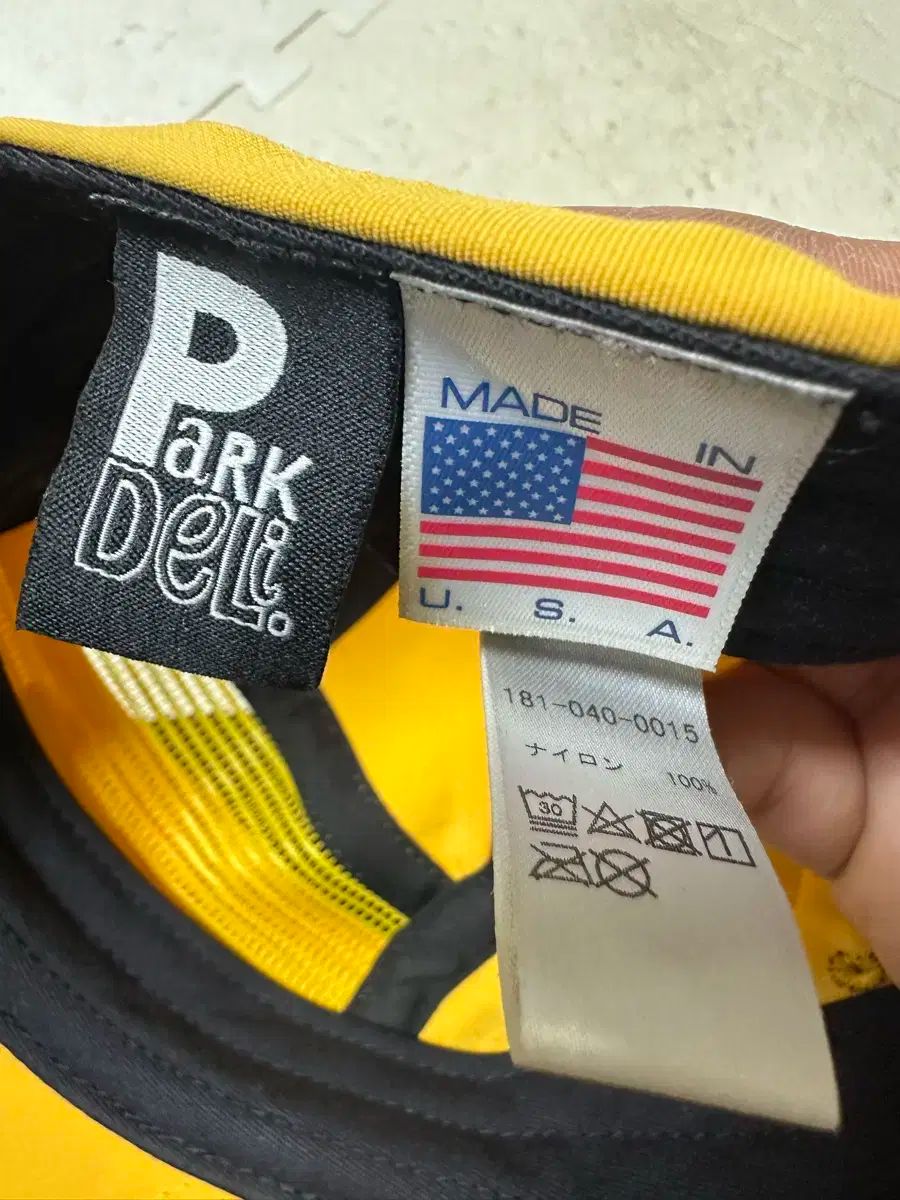 PARK
DELi.
MADE IN
U. S. A.
181-040-0015
ナイロン 100%
30